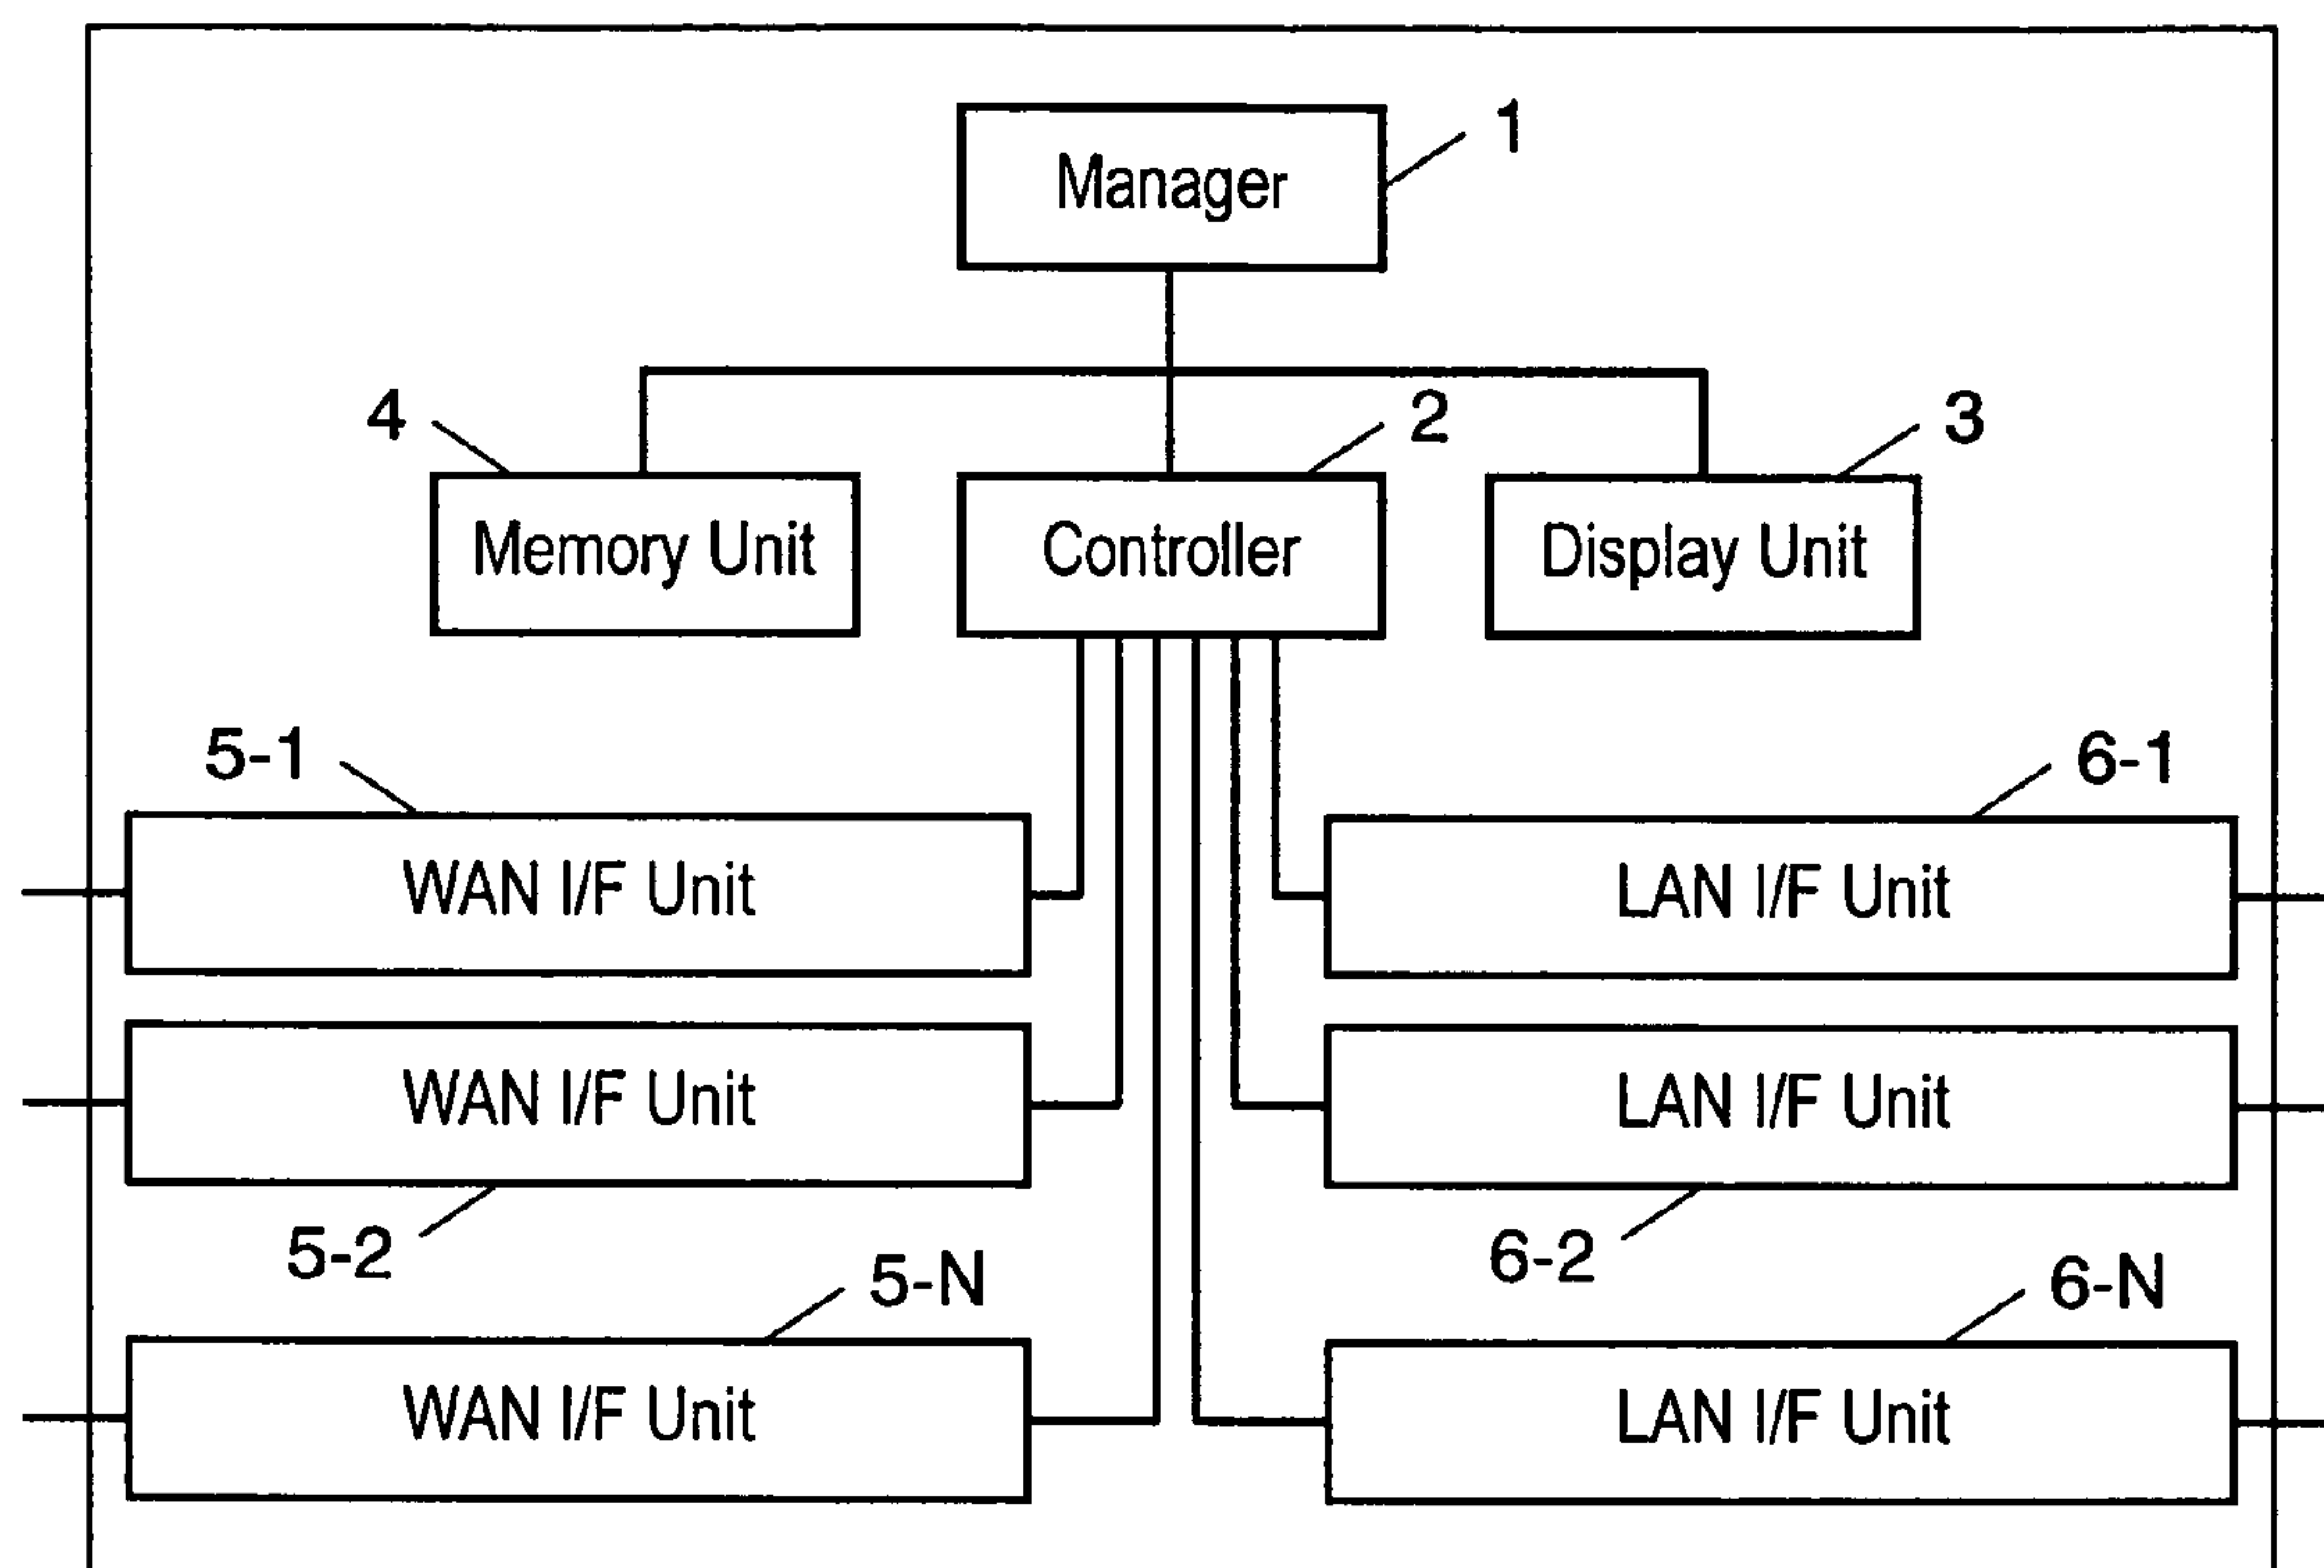 1
Manager
4
2
3
Memory Unit
Controller
Display Unit
5-1
6-1
WAN I/F Unit
LAN I/F Unit
WAN I/F Unit
LAN I/F Unit
5-2
6-2
5-N
6-N
WAN I/F Unit
LAN I/F Unit